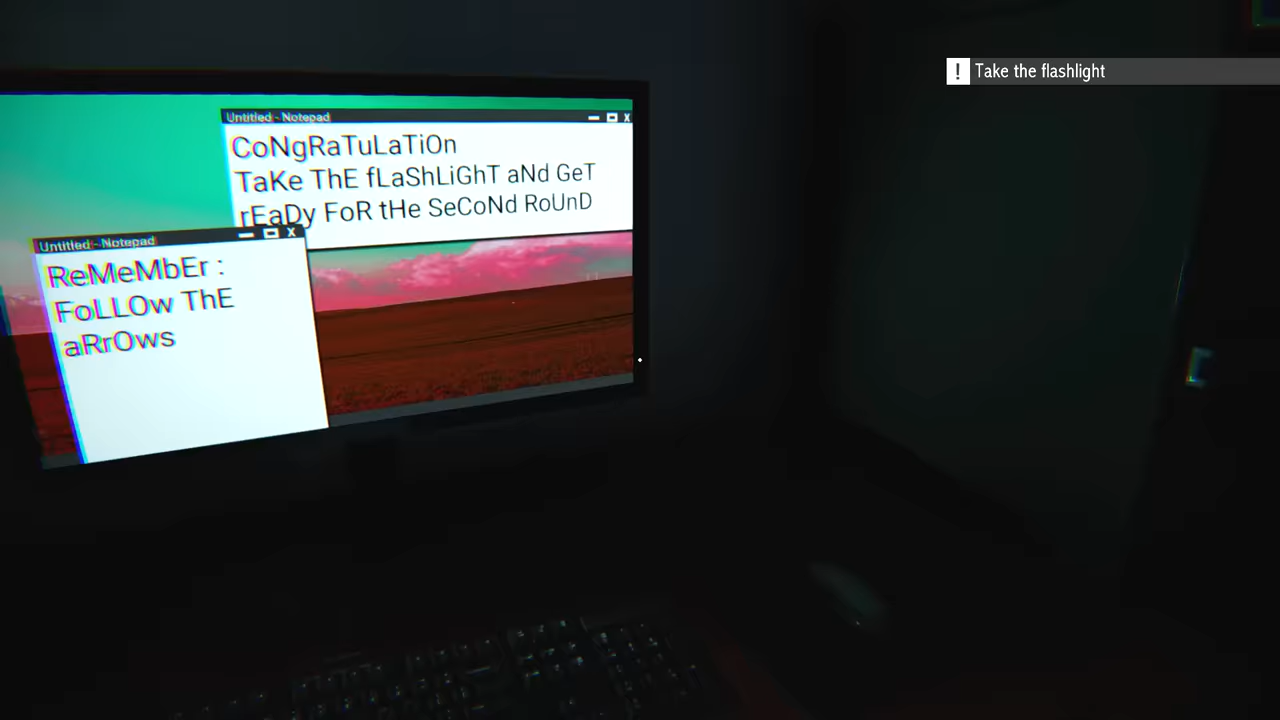 ! Take the flashlight
Untitled - Notepad
CoNgRaTuLaTiOn
TaKe ThE fLaShLiGhT aNd GeT
rEaDy FoR tHe SeCoNd RoUnD
Untitled - Notepad
ReMeMbEr :
FoLLOw ThE
aRrOws